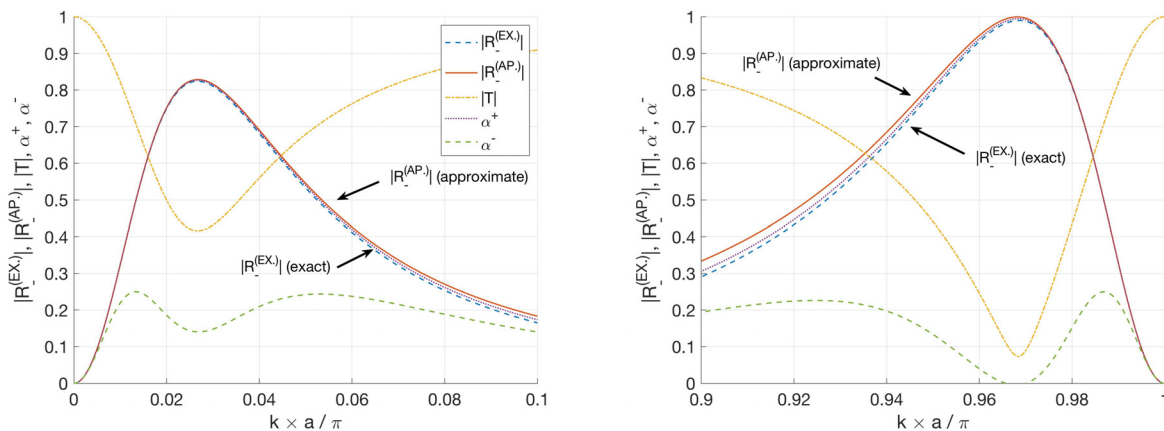 |R_-^(EX.)|, |R_-^(AP.)|, |T|, α^+, α^-
1
0.9
0.8
0.7
0.6
0.5
0.4
0.3
0.2
0.1
0
|R_-^(EX.)|
|R_-^(AP.)|
|T|
α^+
α^-
|R_-^(AP.)| (approximate)
|R_-^(EX.)| (exact)
0 0.02 0.04 0.06 0.08 0.1
k × a / π
|R_-^(EX.)|, |R_-^(AP.)|, |T|, α^+, α^-
1
0.9
0.8
0.7
0.6
0.5
0.4
0.3
0.2
0.1
0
|R_-^(AP.)| (approximate)
|R_-^(EX.)| (exact)
0.9 0.92 0.94 0.96 0.98 1
k × a / π